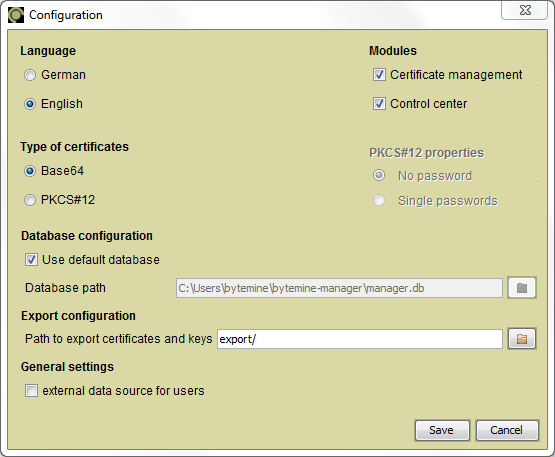 Configuration
Language
German
English
Modules
Certificate management
Control center
Type of certificates
Base64
PKCS#12
PKCS#12 properties
No password
Single passwords
Database configuration
Use default database
Database path C:\Users\bytemine\bytemine-manager\manager.db
Export configuration
Path to export certificates and keys export/
General settings
external data source for users
Save Cancel